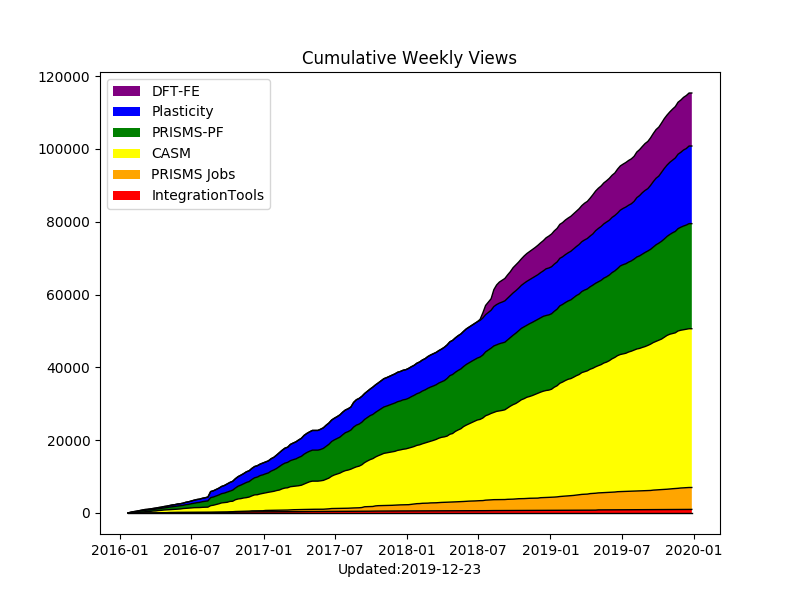 Cumulative Weekly Views
120000
100000
80000
60000
40000
20000
0
DFT-FE
Plasticity
PRISMS-PF
CASM
PRISMS Jobs
IntegrationTools
2016-01 2016-07 2017-01 2017-07 2018-01 2018-07 2019-01 2019-07 2020-01
Updated:2019-12-23